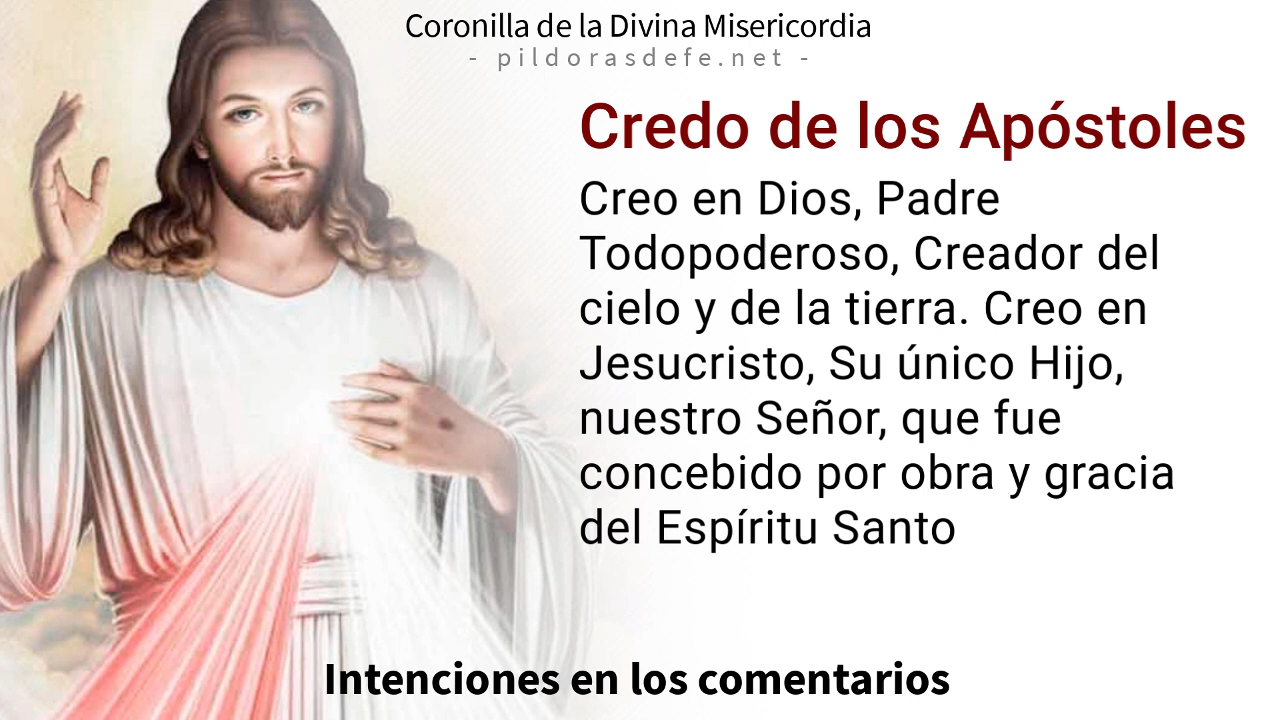 Coronilla de la Divina Misericordia
- pildorasdefe.net -
Credo de los Apóstoles
Creo en Dios, Padre
Todopoderoso, Creador del
cielo y de la tierra. Creo en
Jesucristo, Su único Hijo,
nuestro Señor, que fue
concebido por obra y gracia
del Espíritu Santo
Intenciones en los comentarios